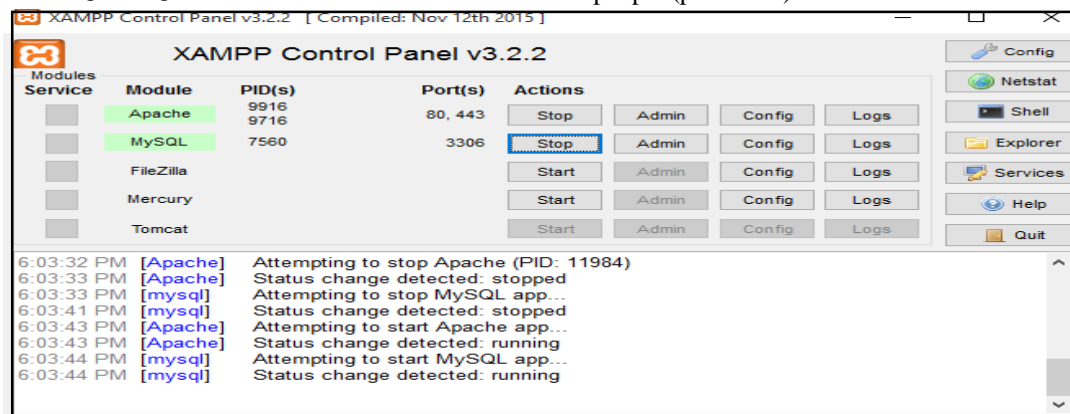 XAMPP Control Panel v3.2.2 [ Compiled: Nov 12th 2015 ]
XAMPP Control Panel v3.2.2
Config
Modules
Service Module PID(s) Port(s) Actions
Netstat
Apache 9916 9716 80, 443 Stop Admin Config Logs
Shell
MySQL 7560 3306 Stop Admin Config Logs
Explorer
FileZilla Start Admin Config Logs
Services
Mercury Start Admin Config Logs
Help
Tomcat Start Admin Config Logs
Quit
6:03:32 PM [Apache] Attempting to stop Apache (PID: 11984)
6:03:33 PM [Apache] Status change detected: stopped
6:03:33 PM [mysql] Attempting to stop MySQL app...
6:03:41 PM [mysql] Status change detected: stopped
6:03:43 PM [Apache] Attempting to start Apache app...
6:03:43 PM [Apache] Status change detected: running
6:03:44 PM [mysql] Attempting to start MySQL app...
6:03:44 PM [mysql] Status change detected: running